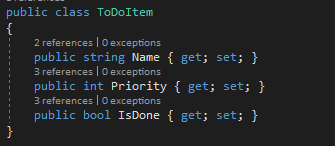 public class ToDoItem
{
2 references | 0 exceptions
public string Name { get; set; }
3 references | 0 exceptions
public int Priority { get; set; }
3 references | 0 exceptions
public bool IsDone { get; set; }
}